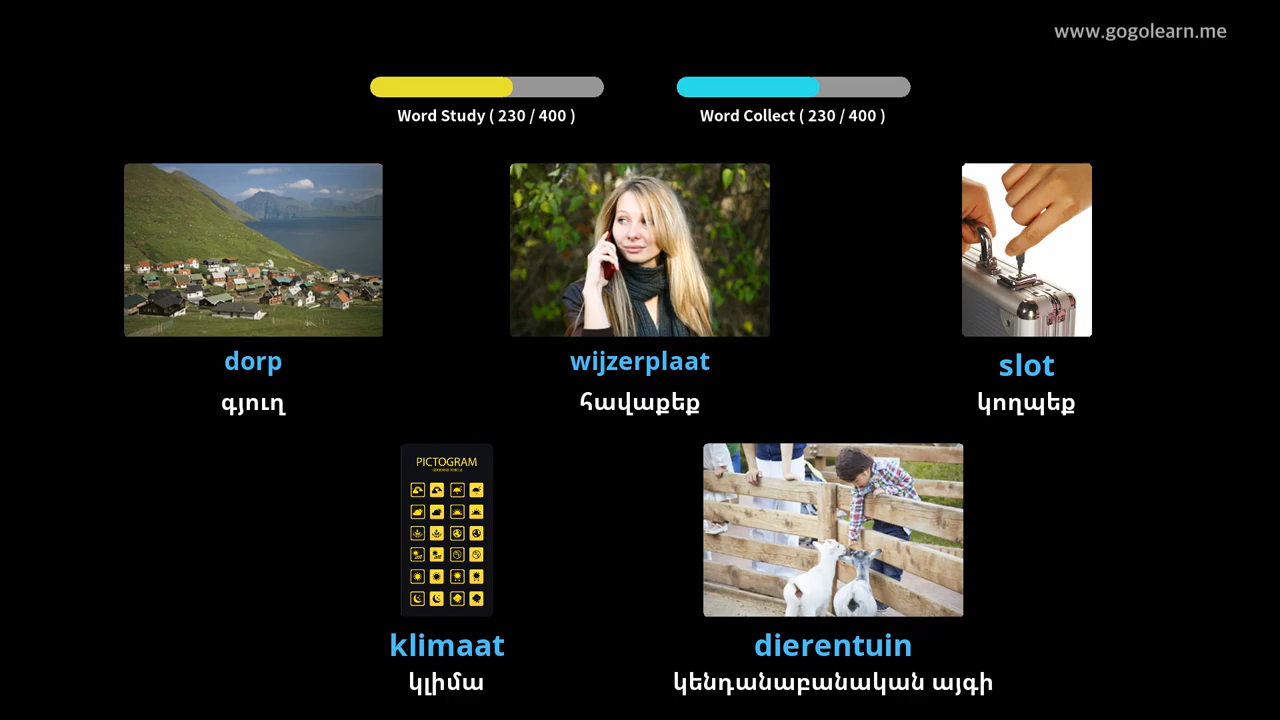 www.gogolearn.me
Word Study ( 230 / 400 )
Word Collect ( 230 / 400 )
dorp
wijzerplaat
slot
գյուղ
հավաքեք
կողպեք
PICTOGRAM
klimaat
dierentuin
կլիմա
կենդանաբանական այգի